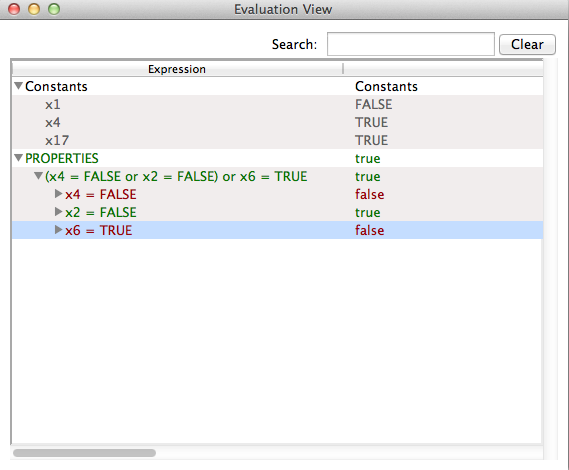 Evaluation View
Search: Clear
Expression
Constants Constants
x1 FALSE
x4 TRUE
x17 TRUE
PROPERTIES true
(x4 = FALSE or x2 = FALSE) or x6 = TRUE true
x4 = FALSE false
x2 = FALSE true
x6 = TRUE false